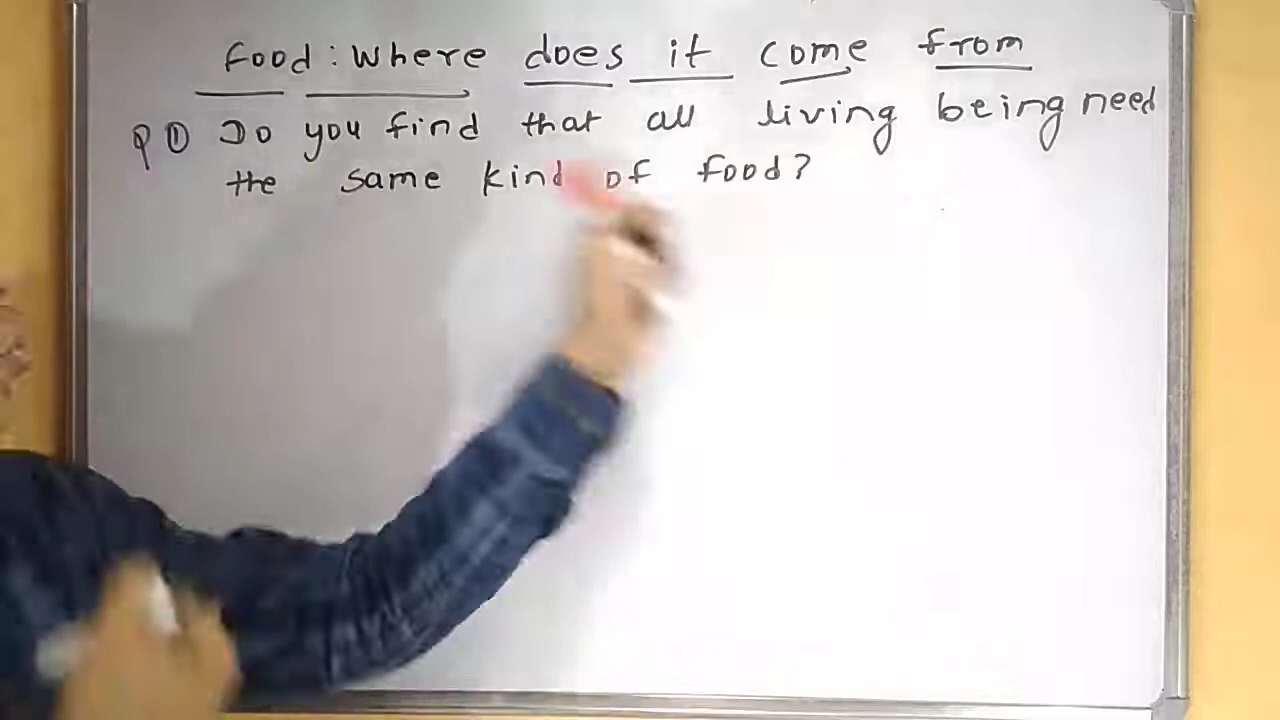 Food : Where does it come from
Q ① Do you find that all living being need
the same kind of food?